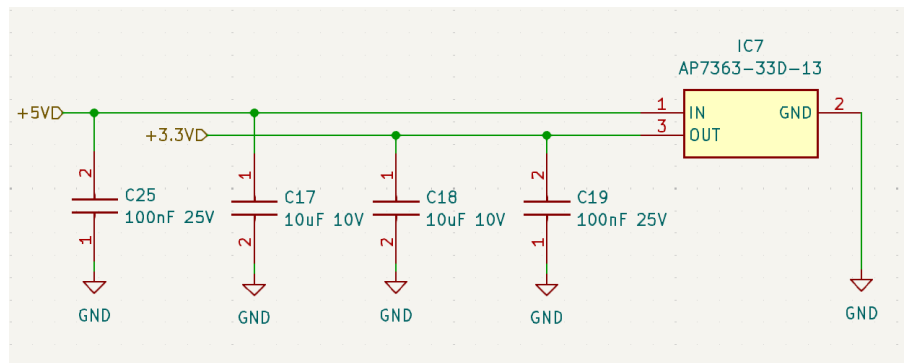 IC7
AP7363-33D-13
+5V
1
IN
GND
2
+3.3V
3
OUT
2
C25
100nF 25V
1
1
C17
10uF 10V
2
1
C18
10uF 10V
2
2
C19
100nF 25V
1
GND
GND
GND
GND
GND